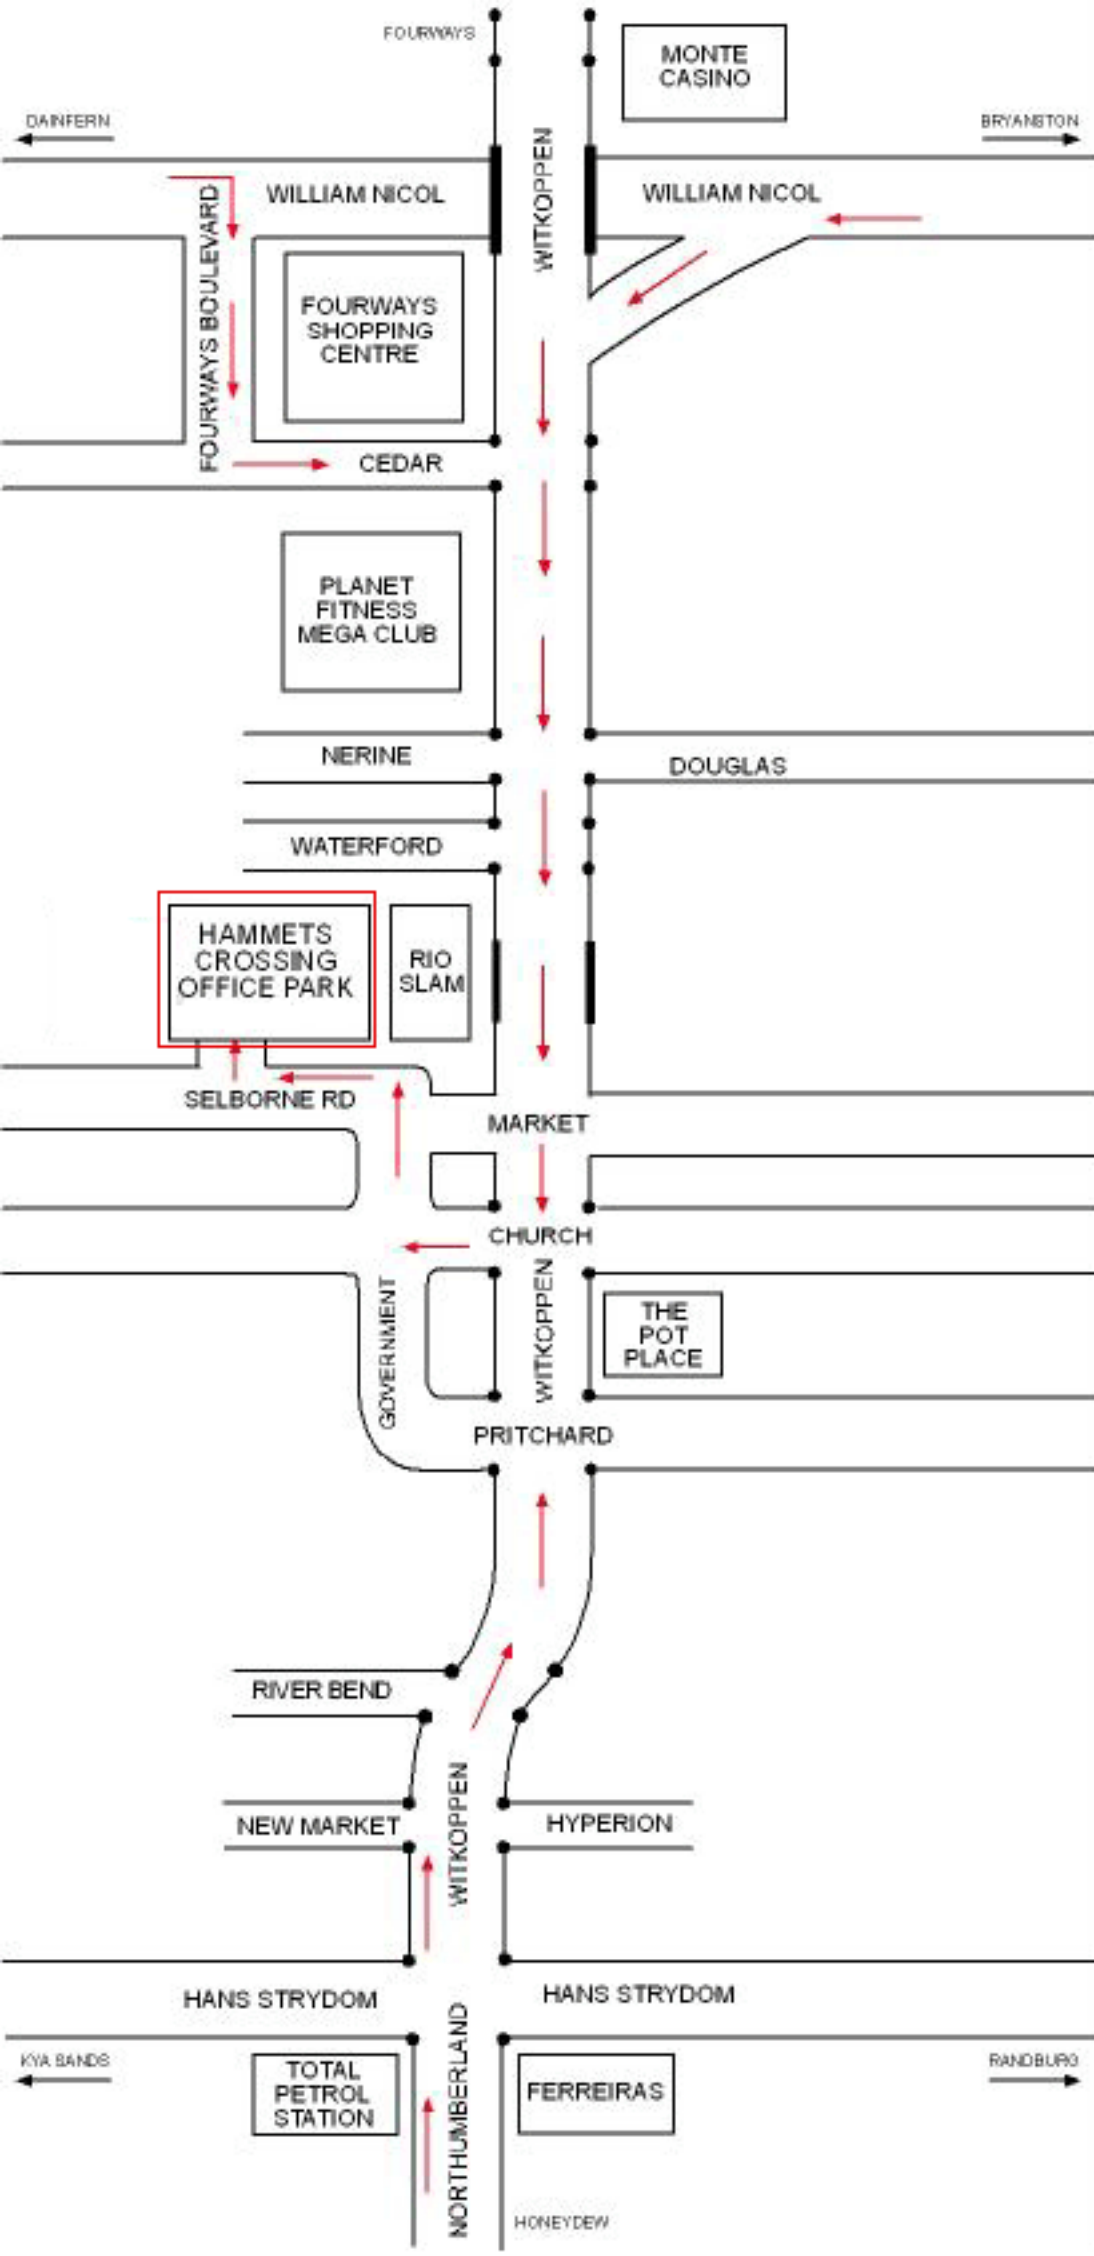 FOURWAYS
MONTE
CASINO
DAINFERN
BRYANSTON
WITKOPPEN
WILLIAM NICOL
WILLIAM NICOL
FOURWAYS BOULEVARD
FOURWAYS
SHOPPING
CENTRE
CEDAR
PLANET
FITNESS
MEGA CLUB
NERINE
DOUGLAS
WATERFORD
HAMMETS
CROSSING
OFFICE PARK
RIO
SLAM
SELBORNE RD
MARKET
CHURCH
GOVERNMENT
WITKOPPEN
THE
POT
PLACE
PRITCHARD
RIVER BEND
WITKOPPEN
NEW MARKET
HYPERION
HANS STRYDOM
HANS STRYDOM
NORTHUMBERLAND
KYA SANDS
RANDBURG
TOTAL
PETROL
STATION
FERREIRAS
HONEYDEW